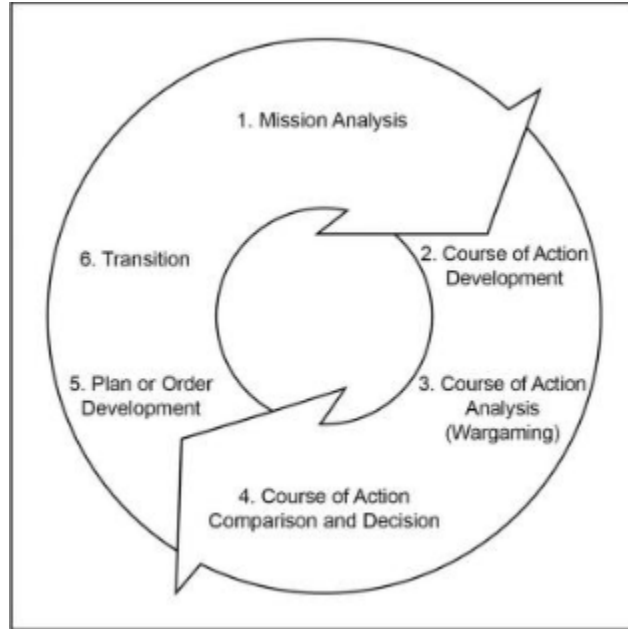 1. Mission Analysis
2. Course of Action
Development
3. Course of Action
Analysis
(Wargaming)
4. Course of Action
Comparison and Decision
5. Plan or Order
Development
6. Transition